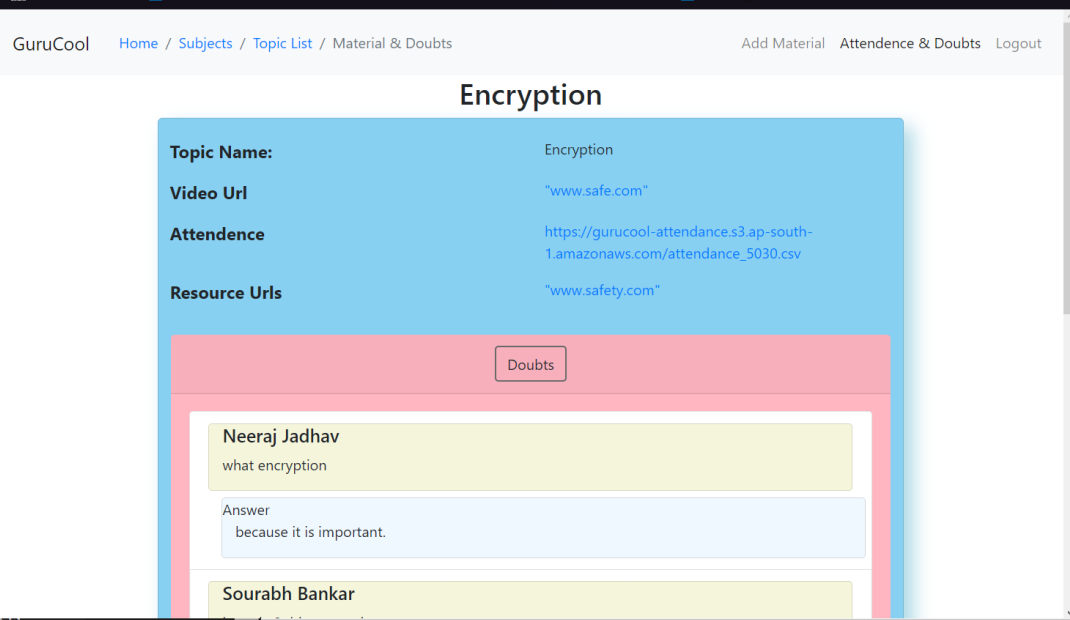 GuruCool Home / Subjects / Topic List / Material & Doubts Add Material Attendence & Doubts Logout
Encryption
Topic Name: Encryption
Video Url "www.safe.com"
Attendence https://gurucool-attendance.s3.ap-south-
1.amazonaws.com/attendance_5030.csv
Resource Urls "www.safety.com"
Doubts
Neeraj Jadhav
what encryption
Answer
because it is important.
Sourabh Bankar